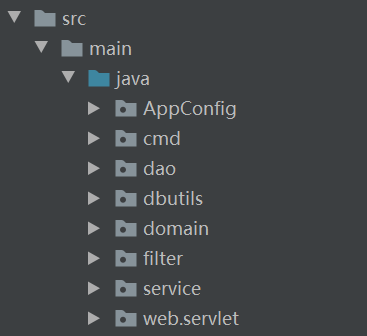 src
main
java
AppConfig
cmd
dao
dbutils
domain
filter
service
web.servlet